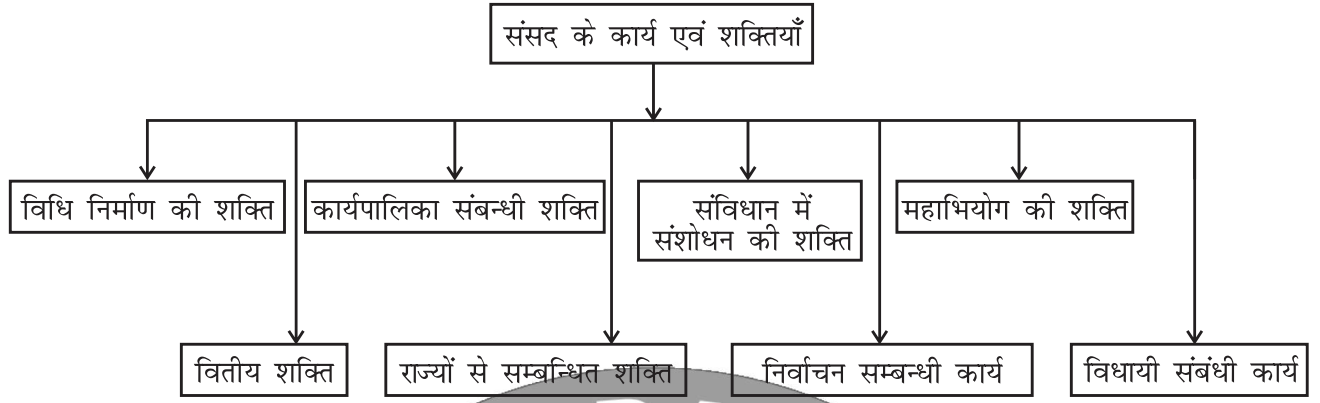 संसद के कार्य एवं शक्तियाँ
विधि निर्माण की शक्ति
कार्यपालिका संबन्धी शक्ति
संविधान में
संशोधन की शक्ति
महाभियोग की शक्ति
वितीय शक्ति
राज्यों से सम्बन्धित शक्ति
निर्वाचन सम्बन्धी कार्य
विधायी संबंधी कार्य